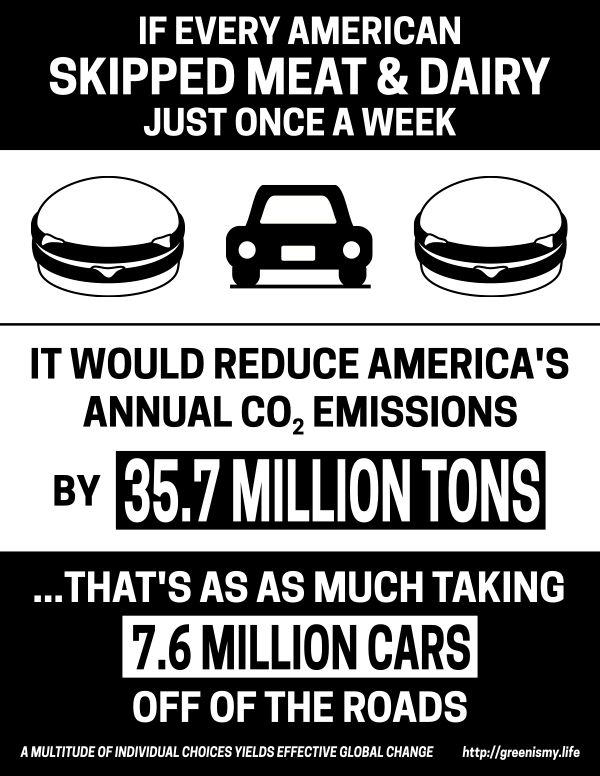 IF EVERY AMERICAN
SKIPPED MEAT & DAIRY
JUST ONCE A WEEK
IT WOULD REDUCE AMERICA'S
ANNUAL CO₂ EMISSIONS
BY 35.7 MILLION TONS
...THAT'S AS AS MUCH TAKING
7.6 MILLION CARS
OFF OF THE ROADS
A MULTITUDE OF INDIVIDUAL CHOICES YIELDS EFFECTIVE GLOBAL CHANGE http://greenismy.life